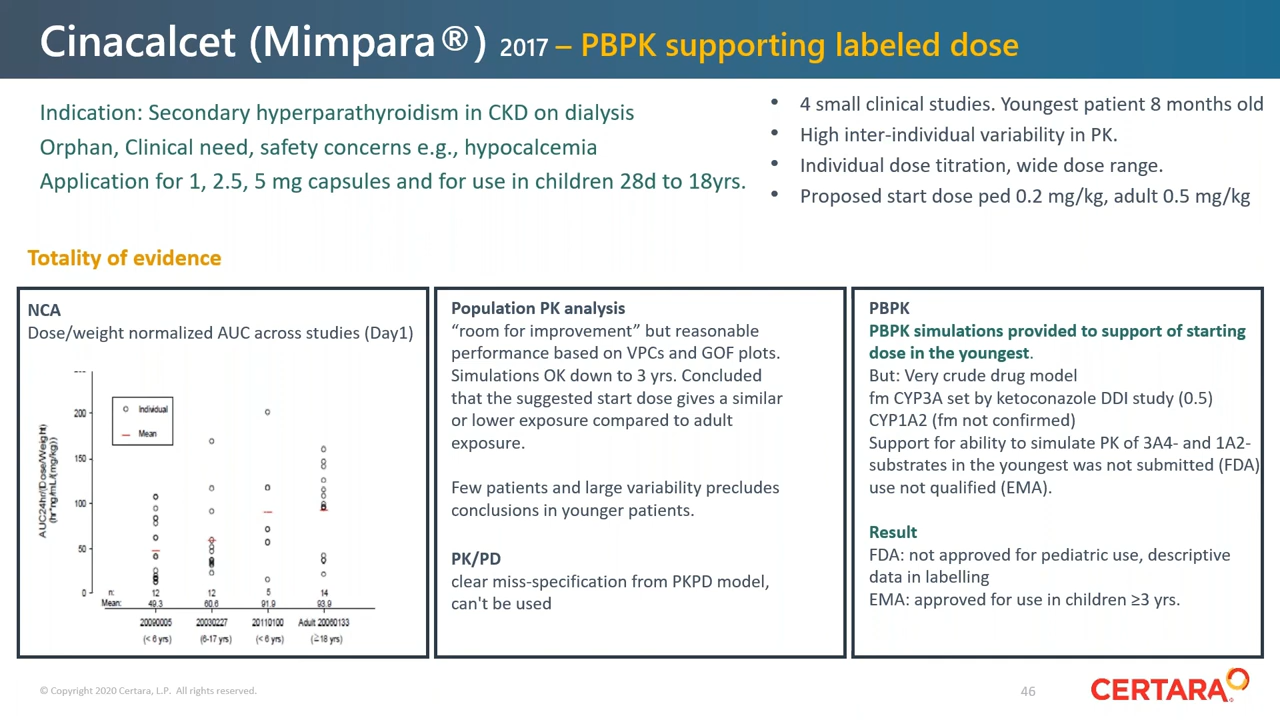 Cinacalcet (Mimpara®) 2017 – PBPK supporting labeled dose
Indication: Secondary hyperparathyroidism in CKD on dialysis
Orphan, Clinical need, safety concerns e.g., hypocalcemia
Application for 1, 2.5, 5 mg capsules and for use in children 28d to 18yrs.
• 4 small clinical studies. Youngest patient 8 months old
• High inter-individual variability in PK.
• Individual dose titration, wide dose range.
• Proposed start dose ped 0.2 mg/kg, adult 0.5 mg/kg
Totality of evidence
NCA
Dose/weight normalized AUC across studies (Day1)
AUC24hr/(Dose/Weight)
(hr*ng/mL/(mg/kg))
200
150
100
50
0
Individual
Mean
n: 12 12 5 14
Mean: 49.3 60.6 91.9 93.9
20090005 20030227 20110100 Adult 20060133
(< 6 yrs) (6-17 yrs) (< 6 yrs) (≥18 yrs)
Population PK analysis
“room for improvement” but reasonable
performance based on VPCs and GOF plots.
Simulations OK down to 3 yrs. Concluded
that the suggested start dose gives a similar
or lower exposure compared to adult
exposure.
Few patients and large variability precludes
conclusions in younger patients.
PK/PD
clear miss-specification from PKPD model,
can't be used
PBPK
PBPK simulations provided to support of starting
dose in the youngest.
But: Very crude drug model
fm CYP3A set by ketoconazole DDI study (0.5)
CYP1A2 (fm not confirmed)
Support for ability to simulate PK of 3A4- and 1A2-
substrates in the youngest was not submitted (FDA)
use not qualified (EMA).
Result
FDA: not approved for pediatric use, descriptive
data in labelling
EMA: approved for use in children ≥3 yrs.
© Copyright 2020 Certara, L.P. All rights reserved.
46
CERTARA